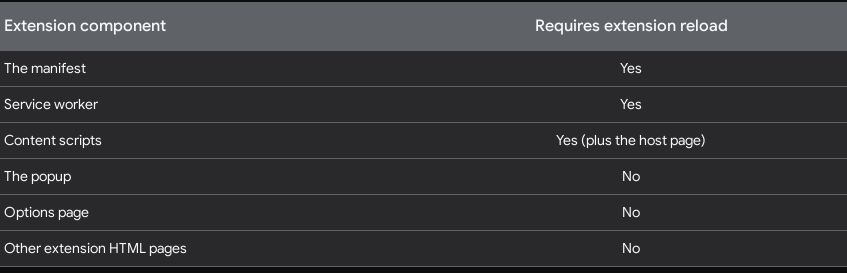 Extension component Requires extension reload
The manifest Yes
Service worker Yes
Content scripts Yes (plus the host page)
The popup No
Options page No
Other extension HTML pages No